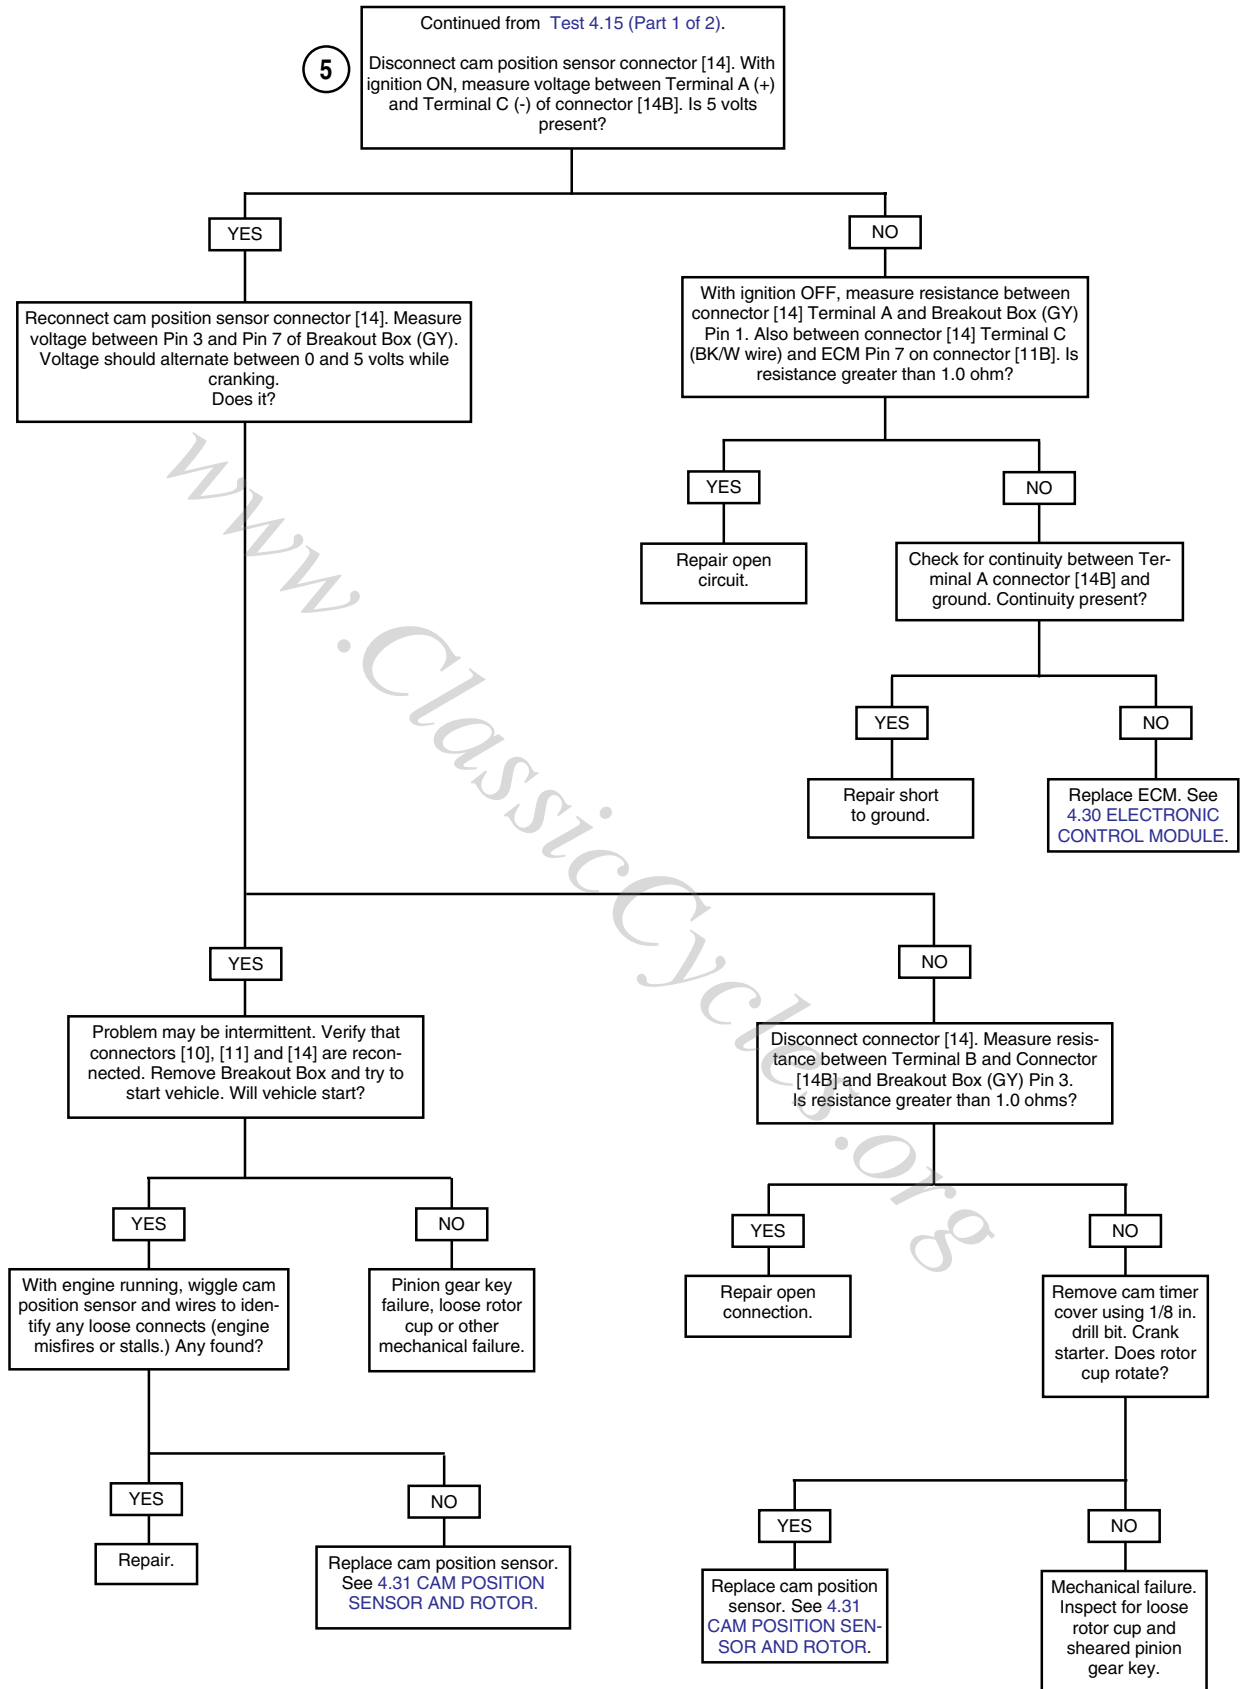 Continued from Test 4.15 (Part 1 of 2).
5
Disconnect cam position sensor connector [14]. With
ignition ON, measure voltage between Terminal A (+)
and Terminal C (-) of connector [14B]. Is 5 volts
present?
YES
NO
Reconnect cam position sensor connector [14]. Measure
voltage between Pin 3 and Pin 7 of Breakout Box (GY).
Voltage should alternate between 0 and 5 volts while
cranking.
Does it?
With ignition OFF, measure resistance between
connector [14] Terminal A and Breakout Box (GY)
Pin 1. Also between connector [14] Terminal C
(BK/W wire) and ECM Pin 7 on connector [11B]. Is
resistance greater than 1.0 ohm?
YES
NO
Repair open
circuit.
Check for continuity between Ter-
minal A connector [14B] and
ground. Continuity present?
YES
NO
Repair short
to ground.
Replace ECM. See
4.30 ELECTRONIC
CONTROL MODULE.
YES
NO
Problem may be intermittent. Verify that
connectors [10], [11] and [14] are recon-
nected. Remove Breakout Box and try to
start vehicle. Will vehicle start?
Disconnect connector [14]. Measure resis-
tance between Terminal B and Connector
[14B] and Breakout Box (GY) Pin 3.
Is resistance greater than 1.0 ohms?
YES
NO
YES
NO
With engine running, wiggle cam
position sensor and wires to iden-
tify any loose connects (engine
misfires or stalls.) Any found?
Pinion gear key
failure, loose rotor
cup or other
mechanical failure.
Repair open
connection.
Remove cam timer
cover using 1/8 in.
drill bit. Crank
starter. Does rotor
cup rotate?
YES
NO
YES
NO
Repair.
Replace cam position sensor.
See 4.31 CAM POSITION
SENSOR AND ROTOR.
Replace cam position
sensor. See 4.31
CAM POSITION SEN-
SOR AND ROTOR.
Mechanical failure.
Inspect for loose
rotor cup and
sheared pinion
gear key.
www.ClassicCycles.org